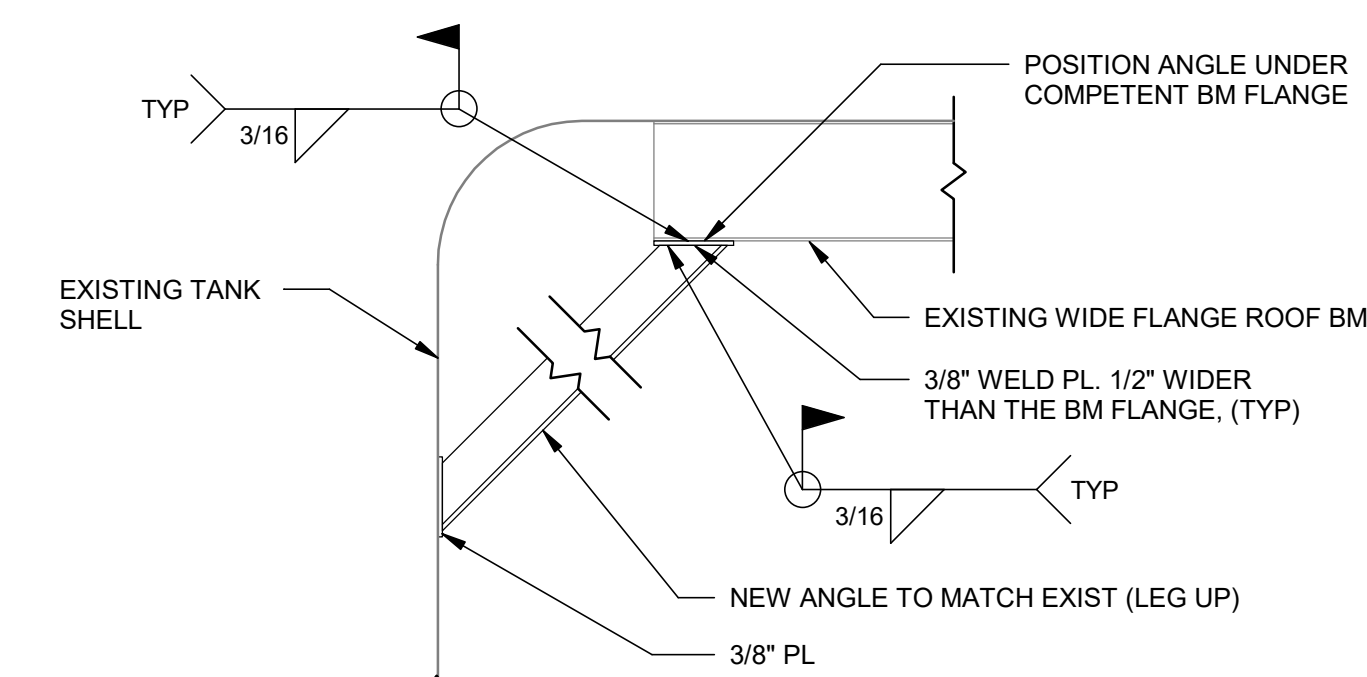 POSITION ANGLE UNDER
COMPETENT BM FLANGE
TYP
3/16
EXISTING TANK
SHELL
EXISTING WIDE FLANGE ROOF BM
3/8" WELD PL. 1/2" WIDER
THAN THE BM FLANGE, (TYP)
TYP
3/16
NEW ANGLE TO MATCH EXIST (LEG UP)
3/8" PL